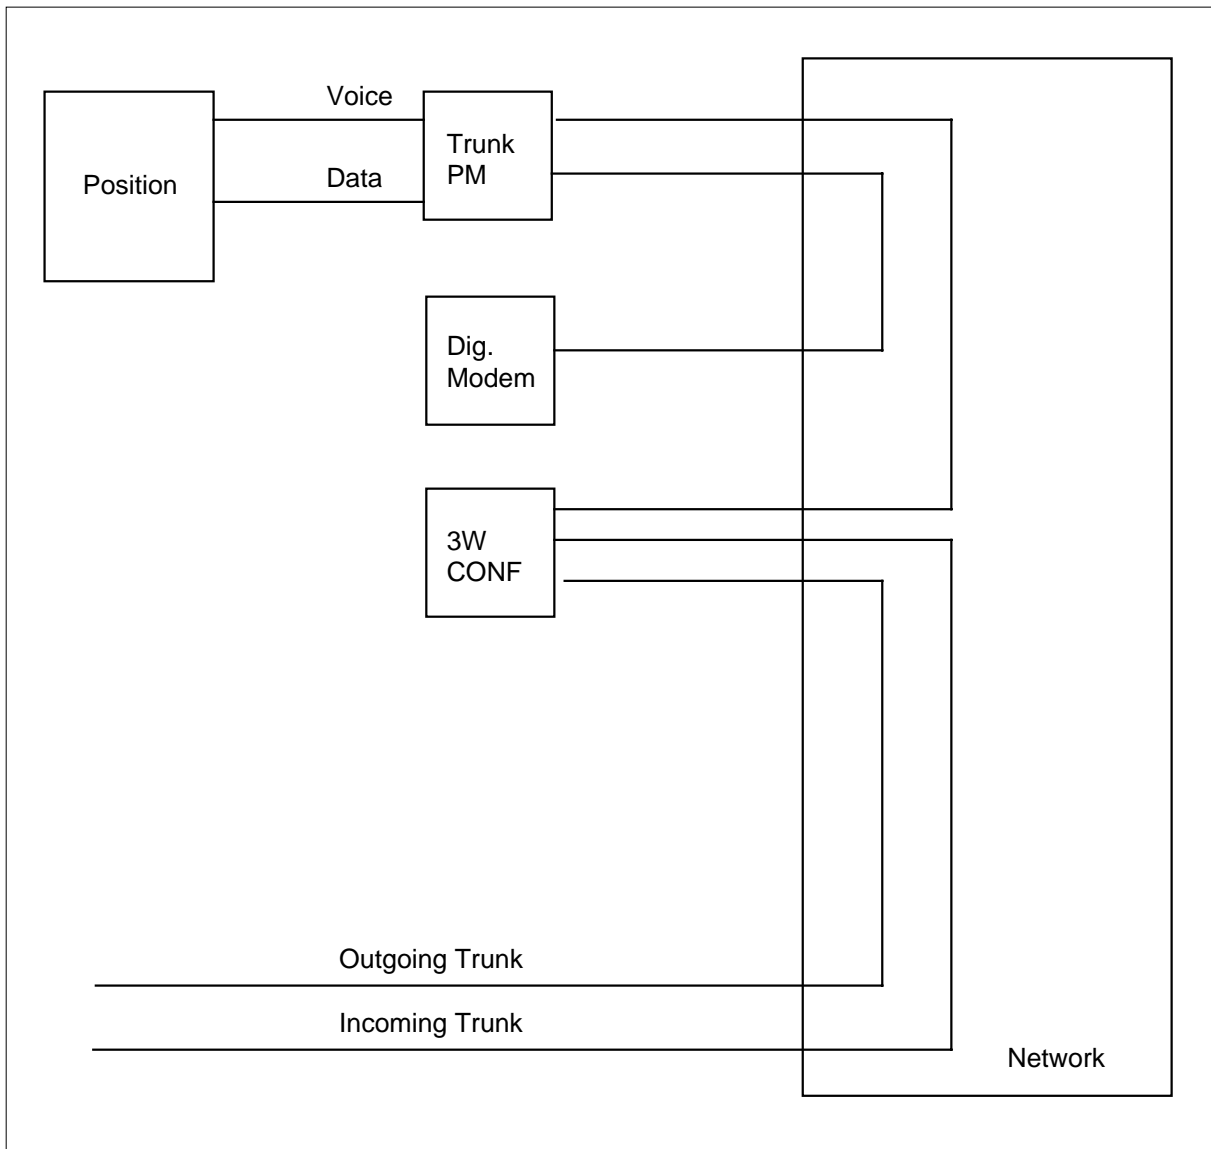 Voice
Position
Data
Trunk
PM
Dig.
Modem
3W
CONF
Outgoing Trunk
Incoming Trunk
Network